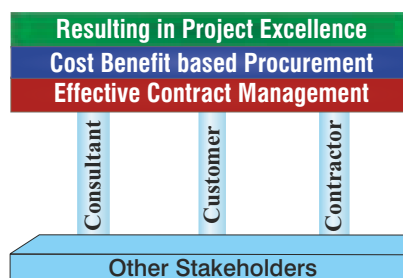 Resulting in Project Excellence
Cost Benefit based Procurement
Effective Contract Management
Consultant
Customer
Contractor
Other Stakeholders